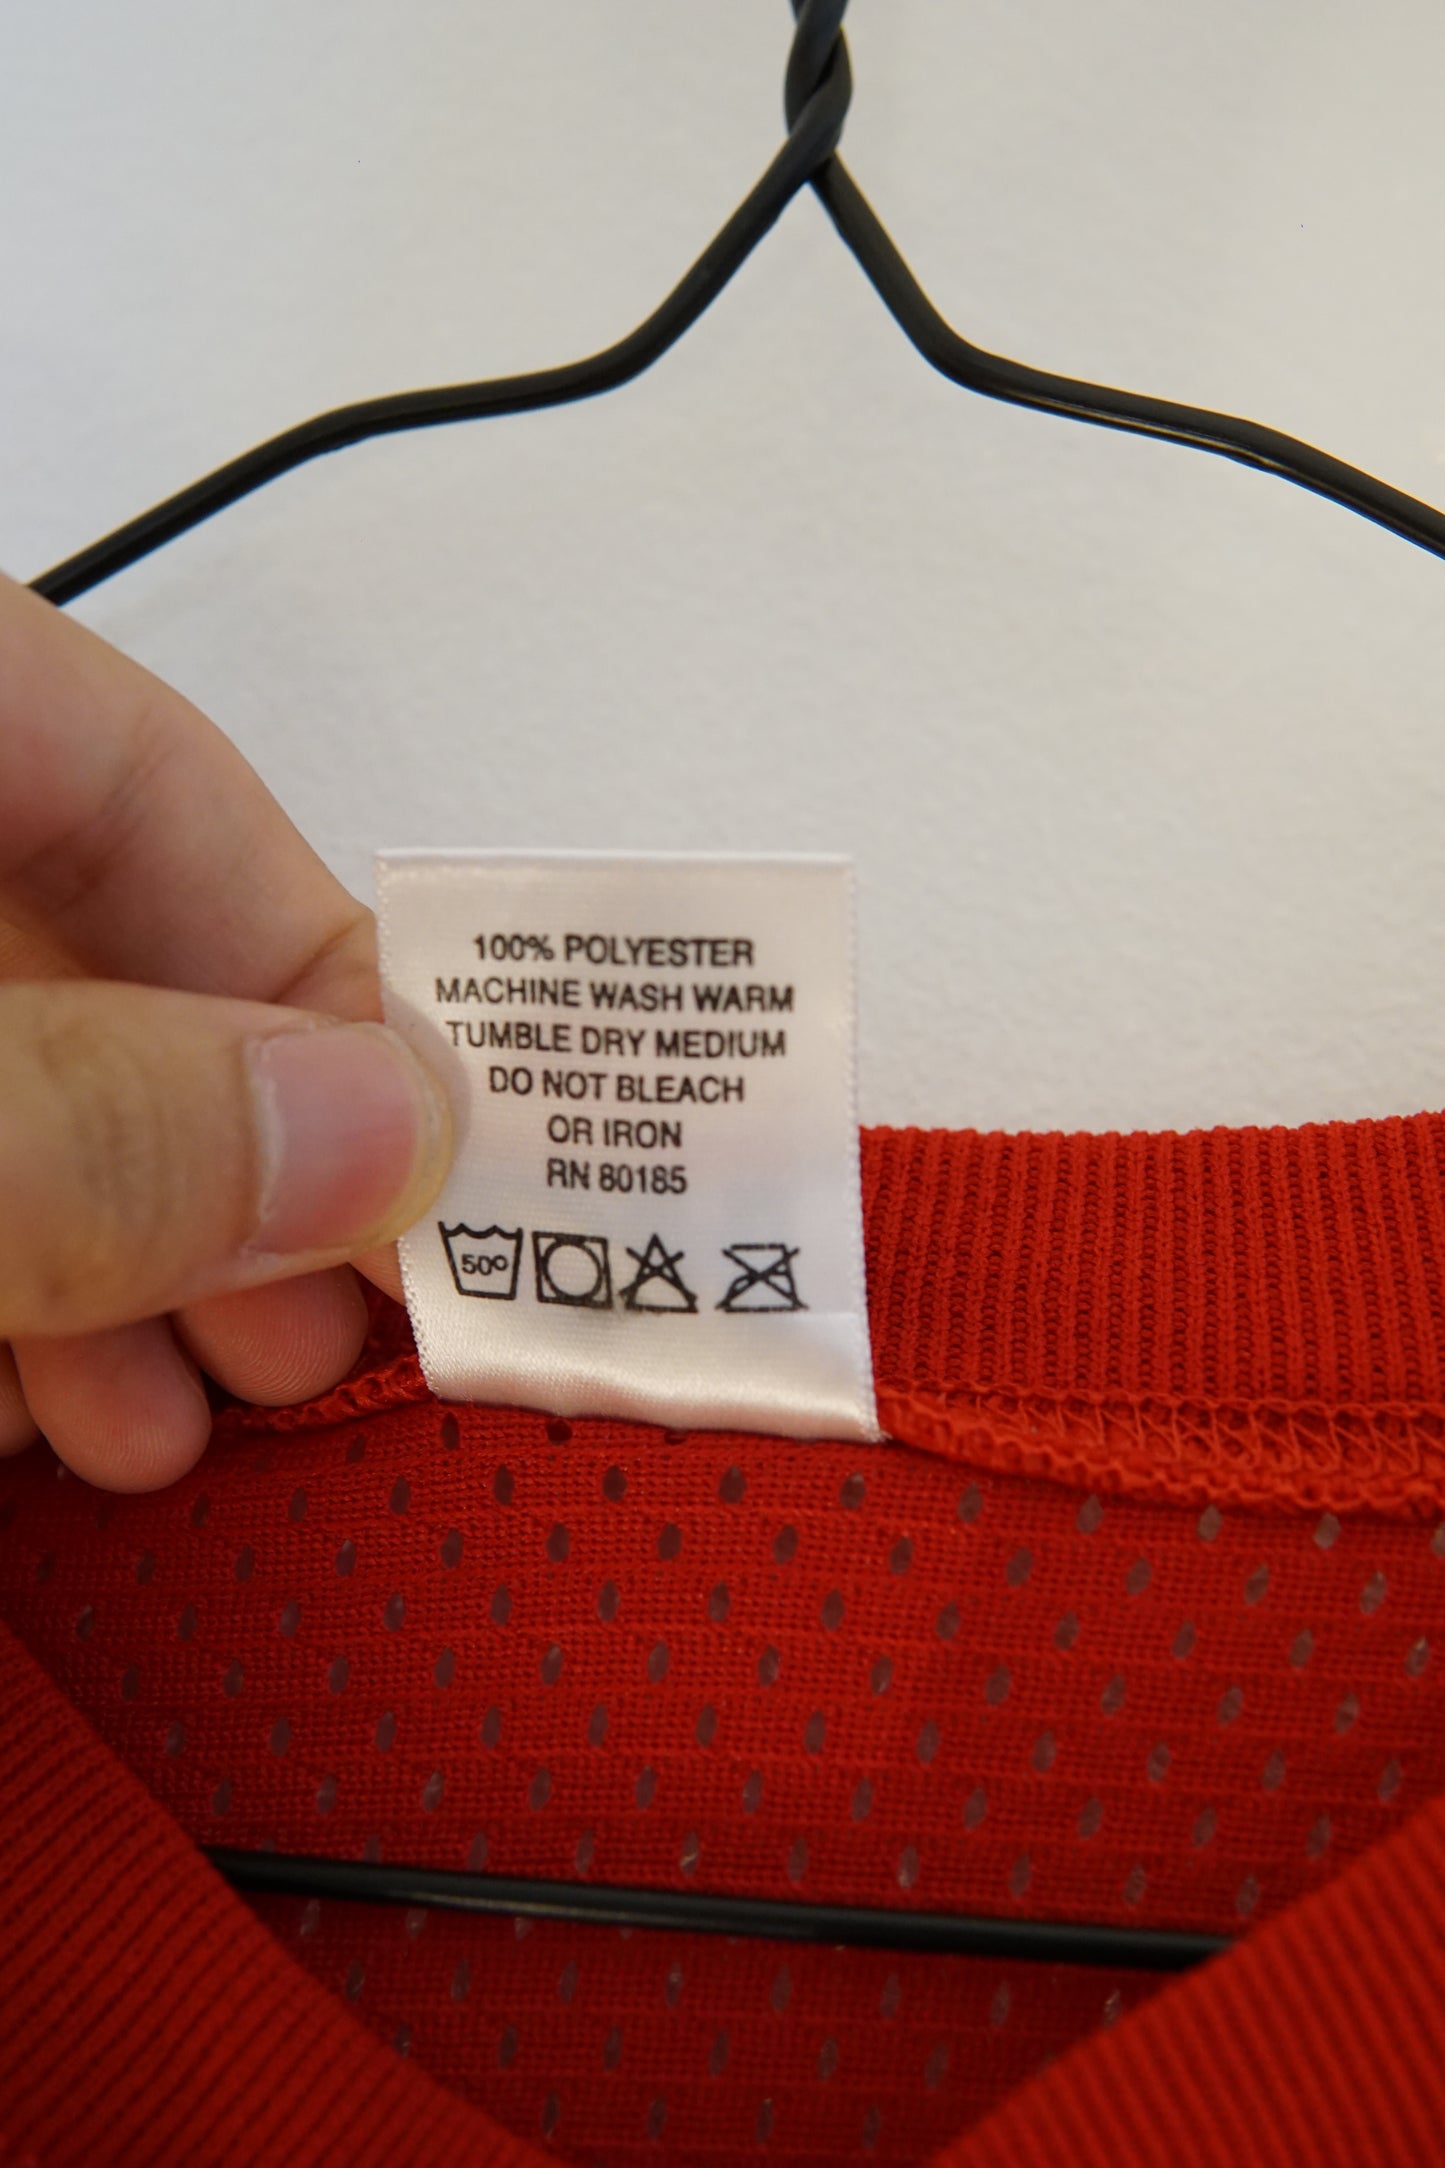 100% POLYESTER
MACHINE WASH WARM
TUMBLE DRY MEDIUM
DO NOT BLEACH
OR IRON
RN 80185
50°